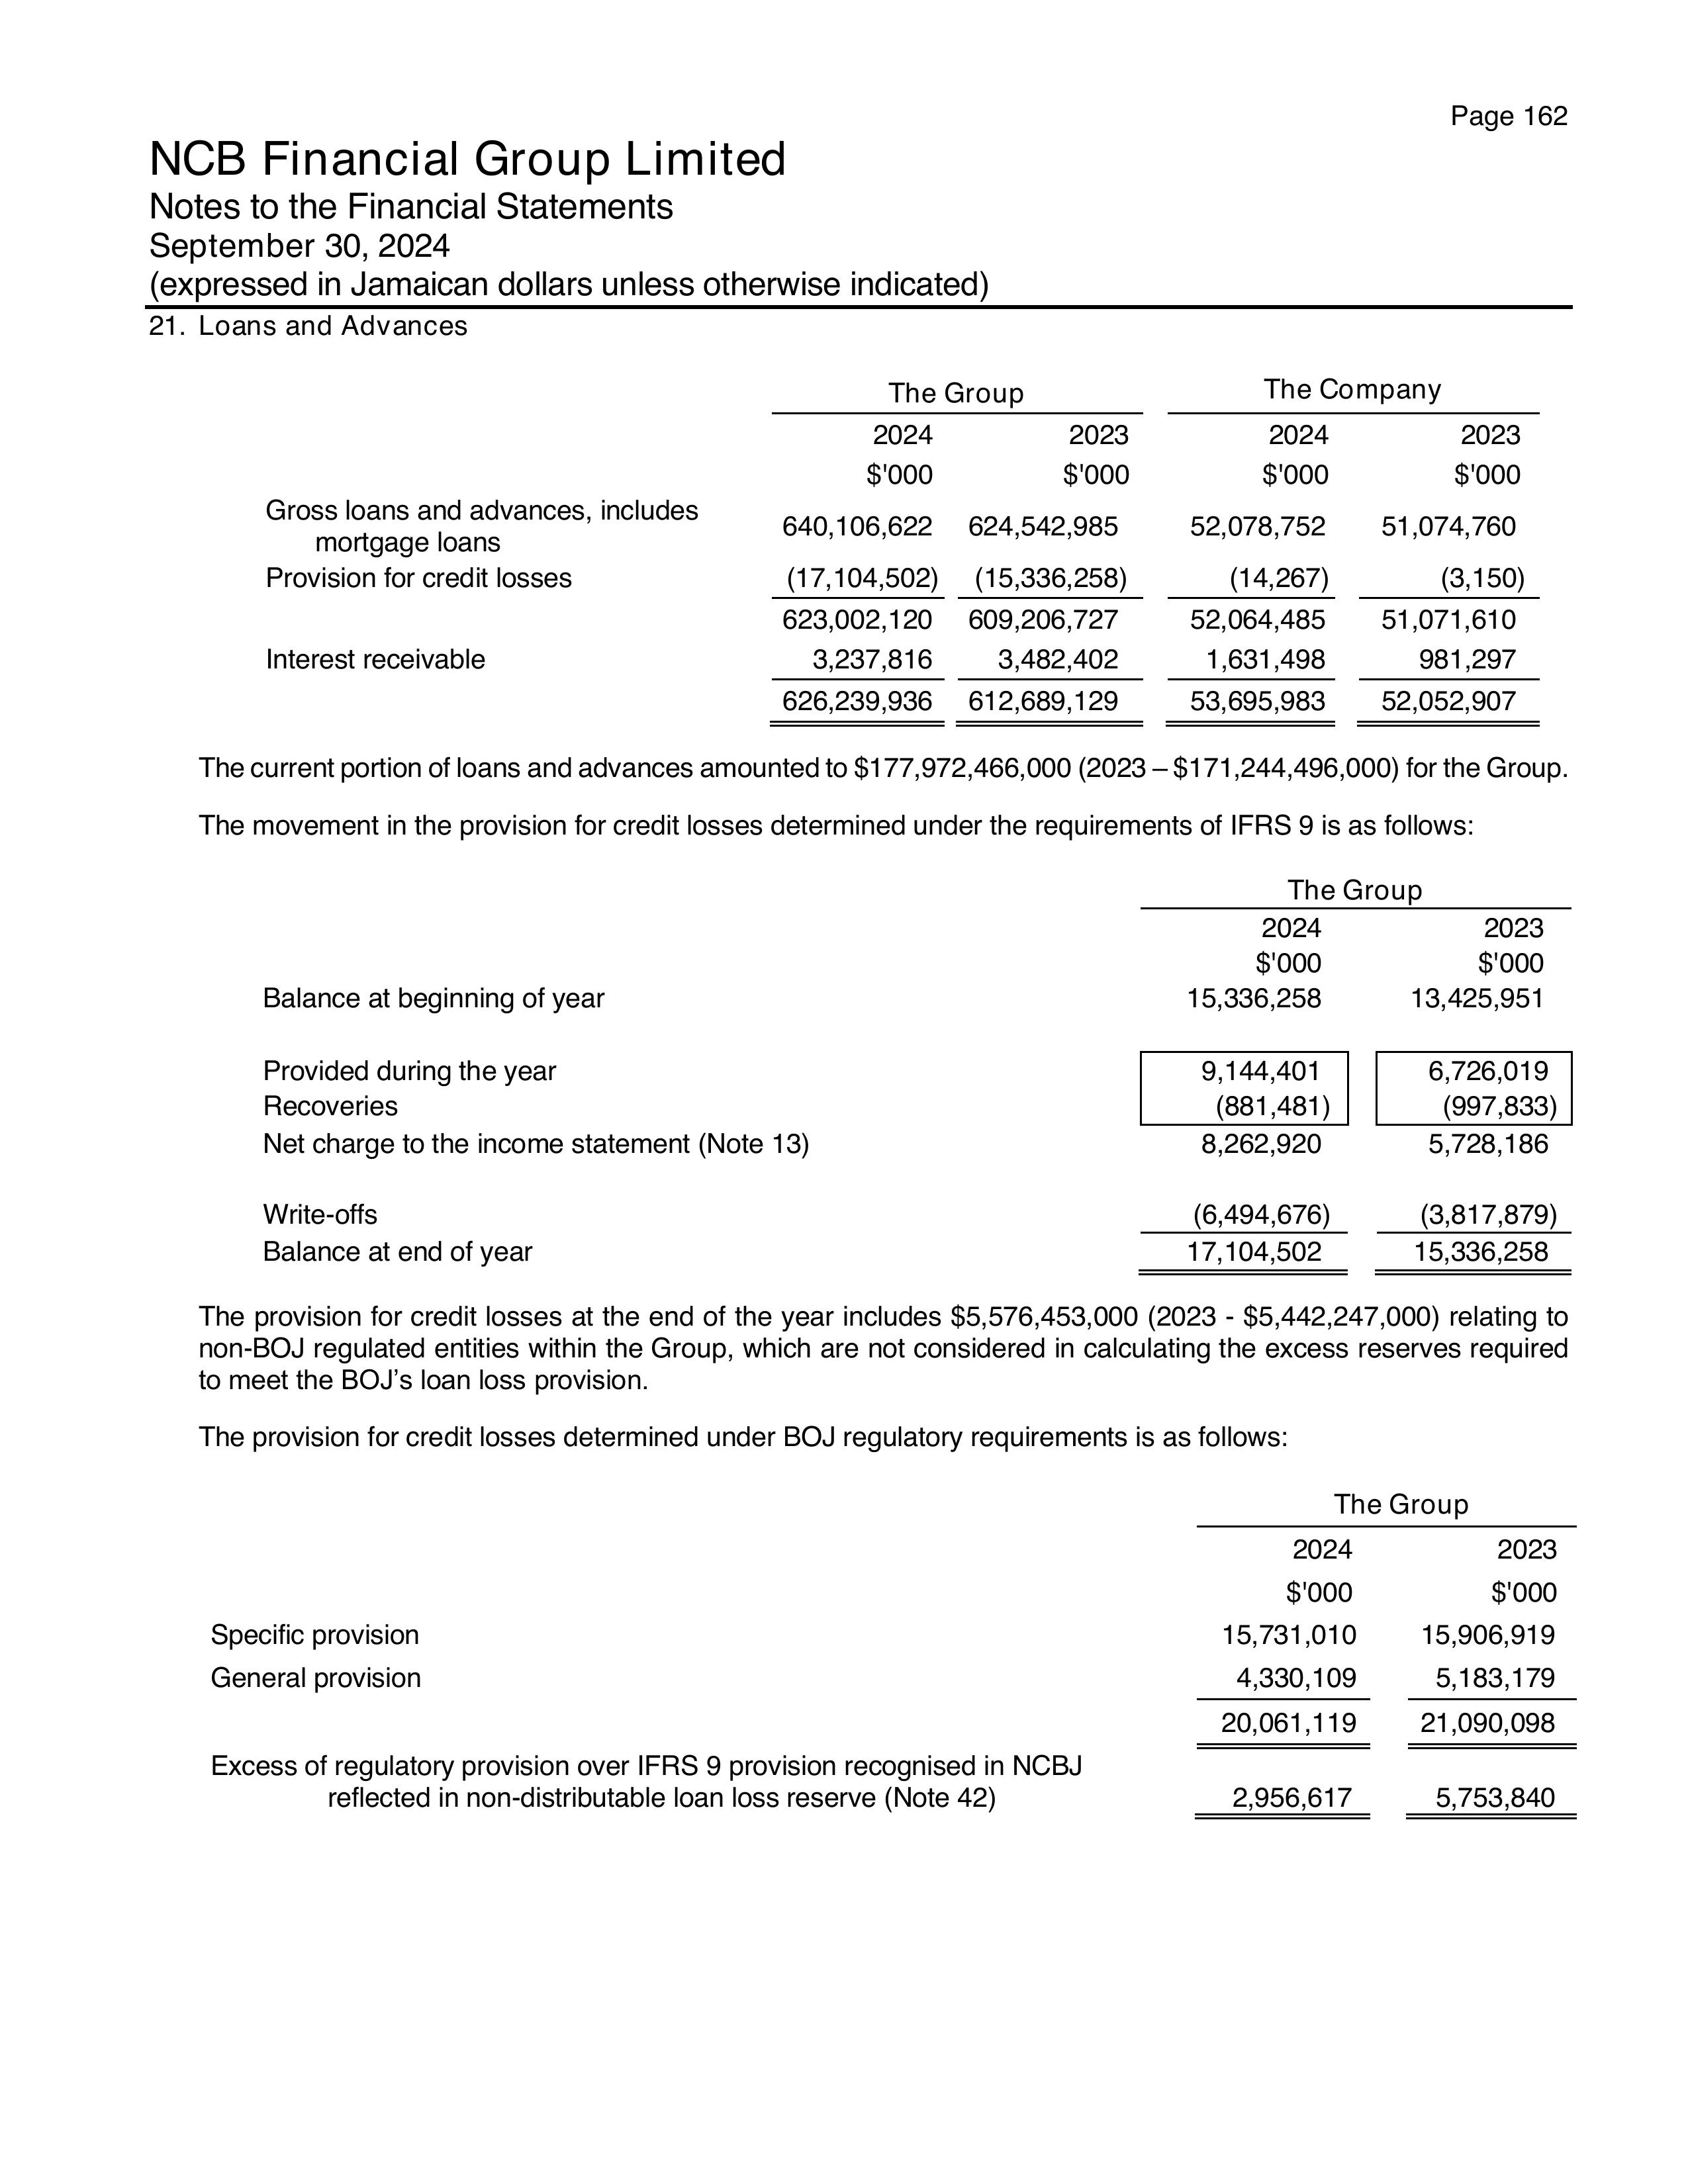 Page 162
NCB Financial Group Limited
Notes to the Financial Statements
September 30, 2024
(expressed in Jamaican dollars unless otherwise indicated)
21. Loans and Advances
The Group The Company
2024 2023 2024 2023
$'000 $'000 $'000 $'000
Gross loans and advances, includes
mortgage loans 640,106,622 624,542,985 52,078,752 51,074,760
Provision for credit losses (17,104,502) (15,336,258) (14,267) (3,150)
623,002,120 609,206,727 52,064,485 51,071,610
Interest receivable 3,237,816 3,482,402 1,631,498 981,297
626,239,936 612,689,129 53,695,983 52,052,907
The current portion of loans and advances amounted to $177,972,466,000 (2023 – $171,244,496,000) for the Group.
The movement in the provision for credit losses determined under the requirements of IFRS 9 is as follows:
The Group
2024 2023
$'000 $'000
Balance at beginning of year 15,336,258 13,425,951
Provided during the year 9,144,401 6,726,019
Recoveries (881,481) (997,833)
Net charge to the income statement (Note 13) 8,262,920 5,728,186
Write-offs (6,494,676) (3,817,879)
Balance at end of year 17,104,502 15,336,258
The provision for credit losses at the end of the year includes $5,576,453,000 (2023 - $5,442,247,000) relating to
non-BOJ regulated entities within the Group, which are not considered in calculating the excess reserves required
to meet the BOJ’s loan loss provision.
The provision for credit losses determined under BOJ regulatory requirements is as follows:
The Group
2024 2023
$'000 $'000
Specific provision 15,731,010 15,906,919
General provision 4,330,109 5,183,179
20,061,119 21,090,098
Excess of regulatory provision over IFRS 9 provision recognised in NCBJ
reflected in non-distributable loan loss reserve (Note 42) 2,956,617 5,753,840